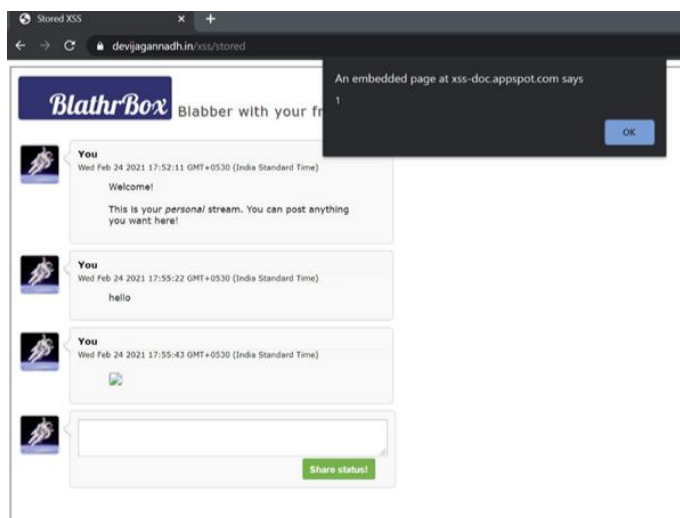 Stored XSS
devijagannadh.in/xss/stored
An embedded page at xss-doc.appspot.com says
1
OK
BlathrBox Blabber with your fr
You
Wed Feb 24 2021 17:52:11 GMT+0530 (India Standard Time)
Welcome!
This is your personal stream. You can post anything
you want here!
You
Wed Feb 24 2021 17:55:22 GMT+0530 (India Standard Time)
hello
You
Wed Feb 24 2021 17:55:43 GMT+0530 (India Standard Time)
Share status!